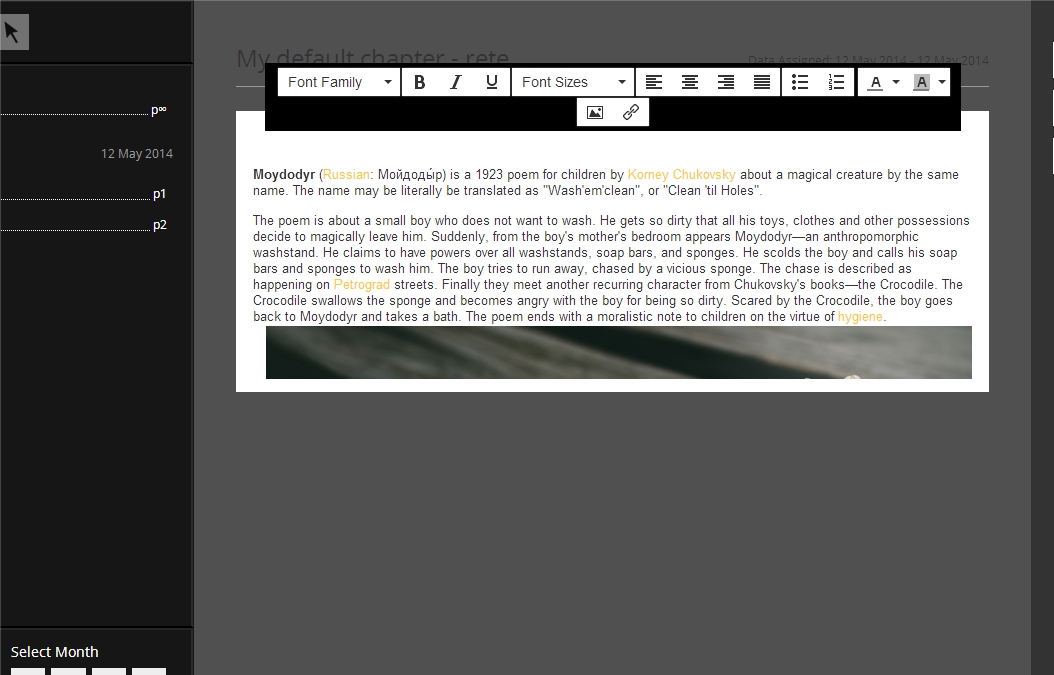 My default chapter - rete
Data Assigned: 12 May 2014 - 12 May 2014
Font Family
B I U
Font Sizes
A A
p∞
12 May 2014
p1
p2
Moydodyr (Russian: Мойдоды́р) is a 1923 poem for children by Korney Chukovsky about a magical creature by the same
name. The name may be literally be translated as "Wash'em'clean", or "Clean 'til Holes".
The poem is about a small boy who does not want to wash. He gets so dirty that all his toys, clothes and other possessions
decide to magically leave him. Suddenly, from the boy's mother's bedroom appears Moydodyr—an anthropomorphic
washstand. He claims to have powers over all washstands, soap bars, and sponges. He scolds the boy and calls his soap
bars and sponges to wash him. The boy tries to run away, chased by a vicious sponge. The chase is described as
happening on Petrograd streets. Finally they meet another recurring character from Chukovsky's books—the Crocodile. The
Crocodile swallows the sponge and becomes angry with the boy for being so dirty. Scared by the Crocodile, the boy goes
back to Moydodyr and takes a bath. The poem ends with a moralistic note to children on the virtue of hygiene.
Select Month